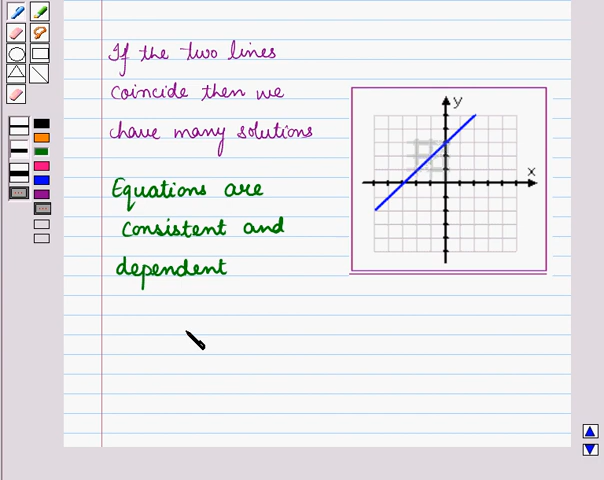 If the two lines
coincide then we
have many solutions
Equations are
consistent and
dependent
y
x